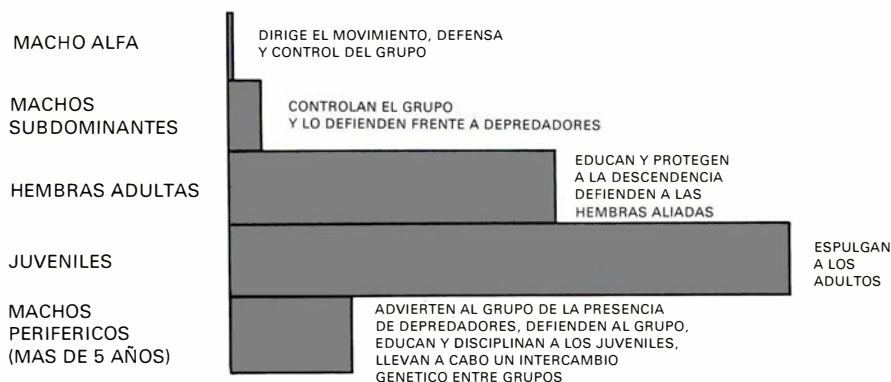 MACHO ALFA
DIRIGE EL MOVIMIENTO, DEFENSA
Y CONTROL DEL GRUPO
MACHOS
SUBDOMINANTES
CONTROLAN EL GRUPO
Y LO DEFIENDEN FRENTE A DEPREDADORES
HEMBRAS ADULTAS
EDUCAN Y PROTEGEN
A LA DESCENDENCIA
DEFIENDEN A LAS
HEMBRAS ALIADAS
JUVENILES
ESPULGAN
A LOS
ADULTOS
MACHOS
PERIFERICOS
(MAS DE 5 AÑOS)
ADVIERTEN AL GRUPO DE LA PRESENCIA
DE DEPREDADORES, DEFIENDEN AL GRUPO,
EDUCAN Y DISCIPLINAN A LOS JUVENILES,
LLEVAN A CABO UN INTERCAMBIO
GENETICO ENTRE GRUPOS